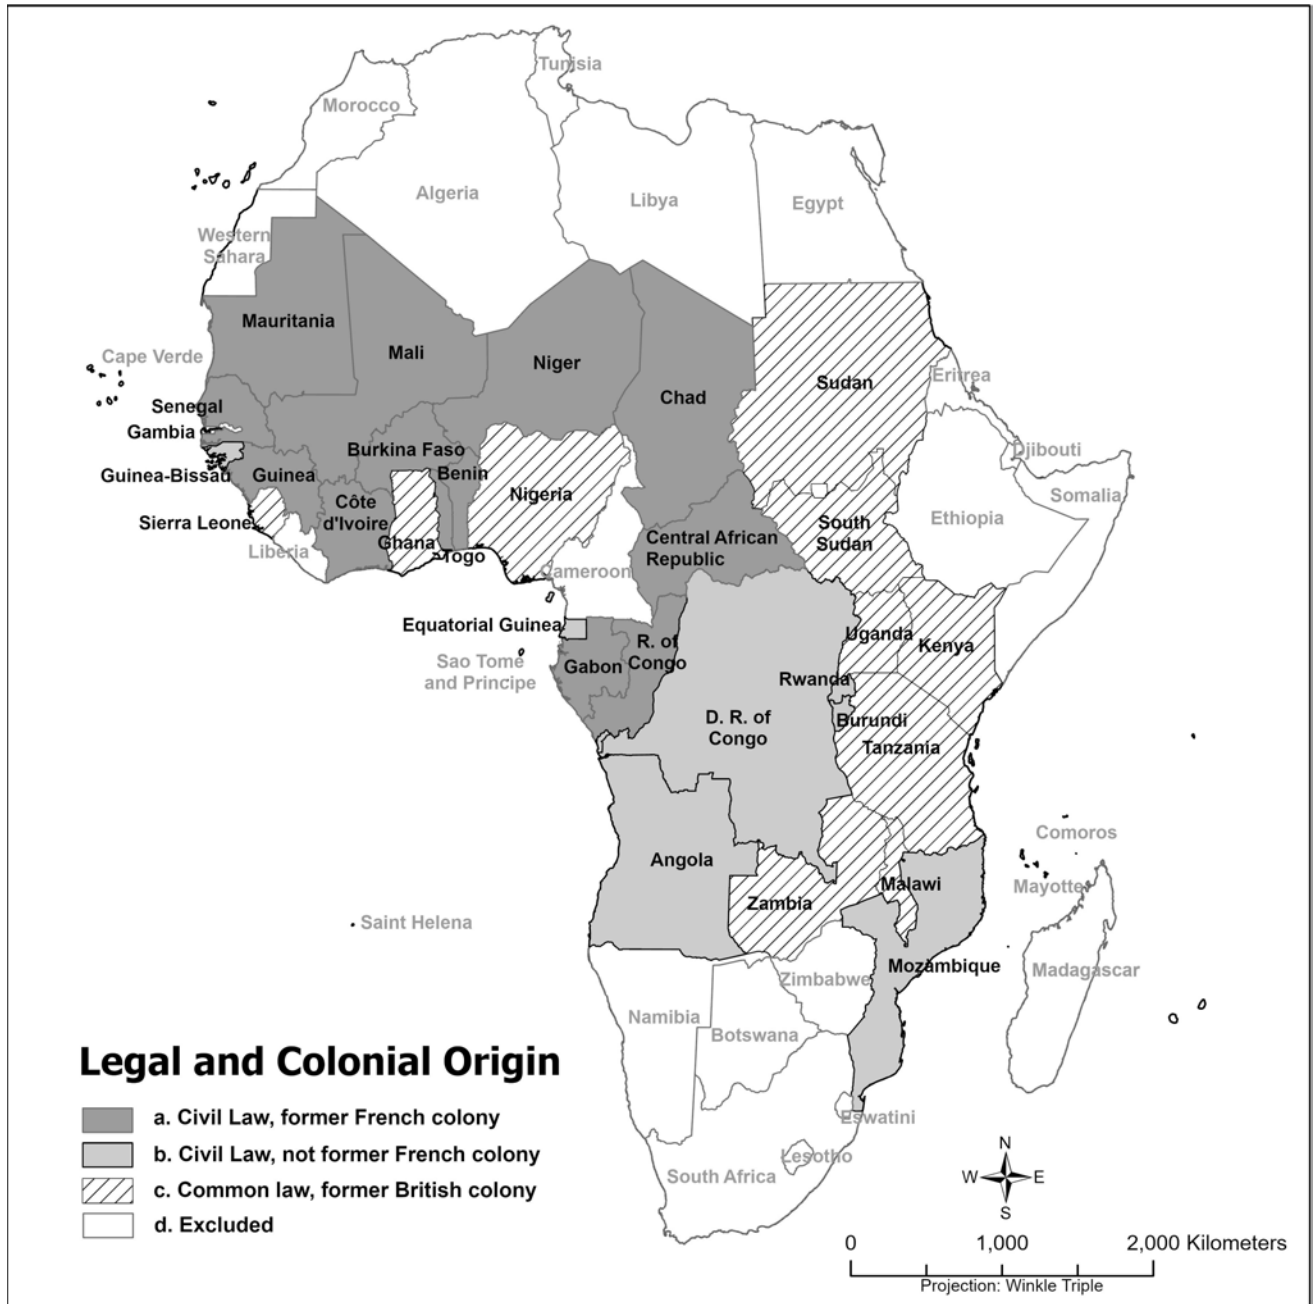 Tunisia
Morocco
Algeria
Libya
Egypt
Western
Sahara
Mauritania
Cape Verde
Mali
Niger
Chad
Sudan
Eritrea
Senegal
Gambia
Burkina Faso
Djibouti
Guinea-Bissau
Guinea
Benin
Nigeria
Somalia
Côte
d'Ivoire
Sierra Leone
Ghana
South
Sudan
Ethiopia
Liberia
Togo
Central African
Republic
Cameroon
Equatorial Guinea
Uganda
Kenya
Sao Tome
and Principe
Gabon
R. of
Congo
Rwanda
D. R. of
Congo
Burundi
Tanzania
Comoros
Angola
Malawi
Mayotte
Zambia
Saint Helena
Mozambique
Madagascar
Zimbabwe
Namibia
Botswana
Legal and Colonial Origin
a. Civil Law, former French colony
b. Civil Law, not former French colony
c. Common law, former British colony
d. Excluded
Eswatini
Lesotho
South Africa
N
W E
S
0 1,000 2,000 Kilometers
Projection: Winkle Triple